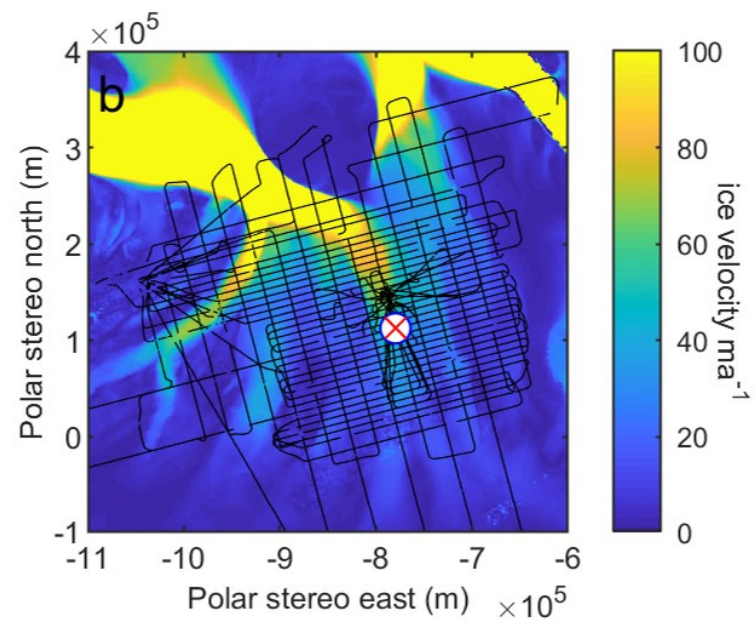 ×10⁵
b
4
3
2
1
0
-1
-11 -10 -9 -8 -7 -6
Polar stereo north (m)
Polar stereo east (m) ×10⁵
100
80
60
40
20
0
ice velocity ma⁻¹